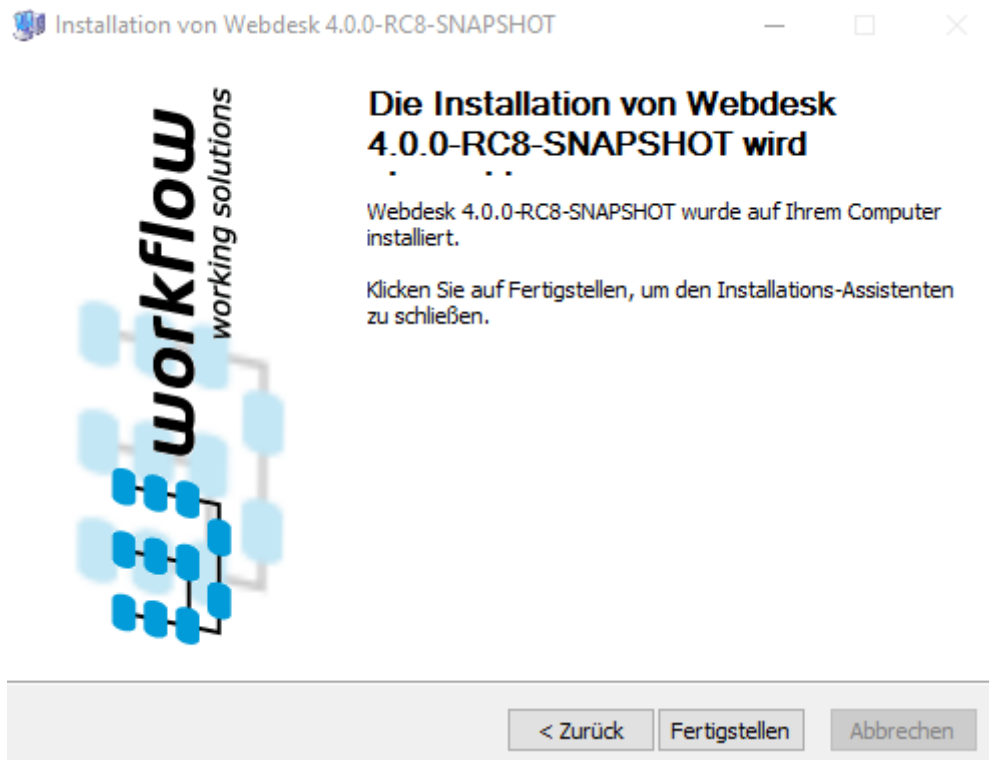 Installation von Webdesk 4.0.0-RC8-SNAPSHOT
workflow
working solutions
Die Installation von Webdesk
4.0.0-RC8-SNAPSHOT wird
Webdesk 4.0.0-RC8-SNAPSHOT wurde auf Ihrem Computer
installiert.
Klicken Sie auf Fertigstellen, um den Installations-Assistenten
zu schließen.
< Zurück
Fertigstellen
Abbrechen